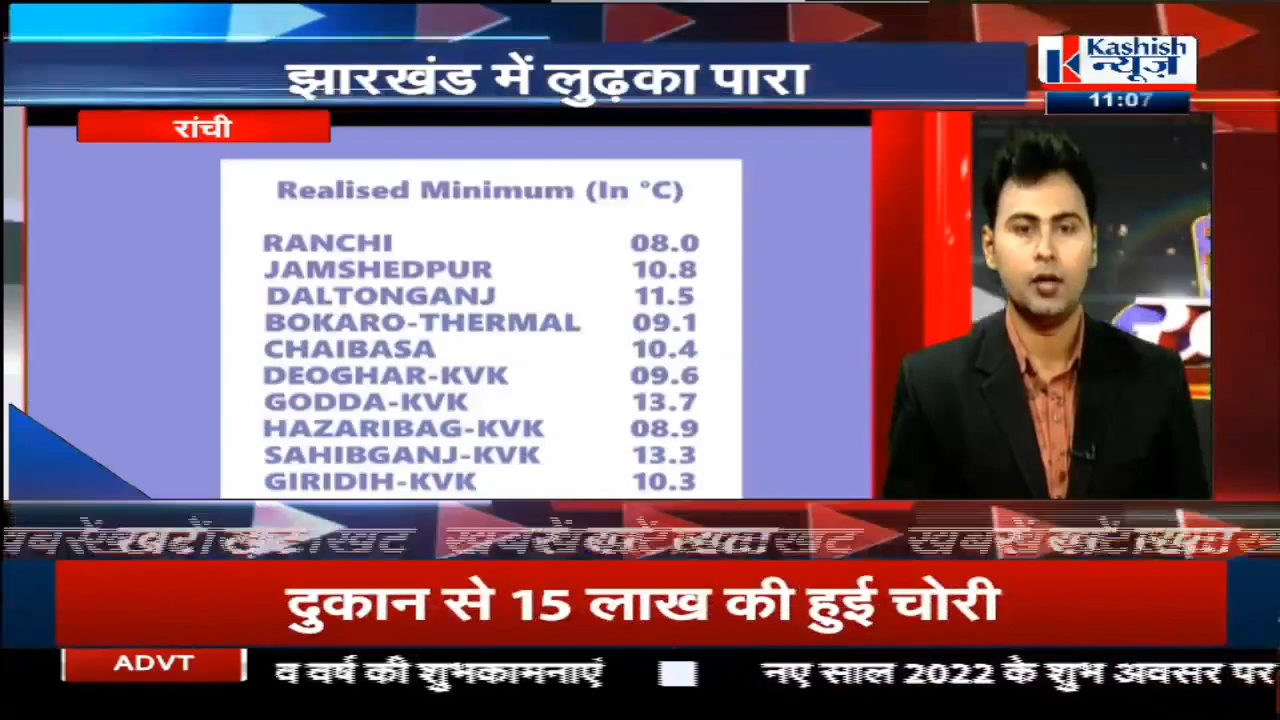 झारखंड में लुढ़का पारा
Kashish
न्यूज़
11:07
रांची
Realised Minimum (In °C)
RANCHI 08.0
JAMSHEDPUR 10.8
DALTONGANJ 11.5
BOKARO-THERMAL 09.1
CHAIBASA 10.4
DEOGHAR-KVK 09.6
GODDA-KVK 13.7
HAZARIBAG-KVK 08.9
SAHIBGANJ-KVK 13.3
GIRIDIH-KVK 10.3
दुकान से 15 लाख की हुई चोरी
ADVT
व वर्ष की शुभकामनाएं
नए साल 2022 के शुभ अवसर पर